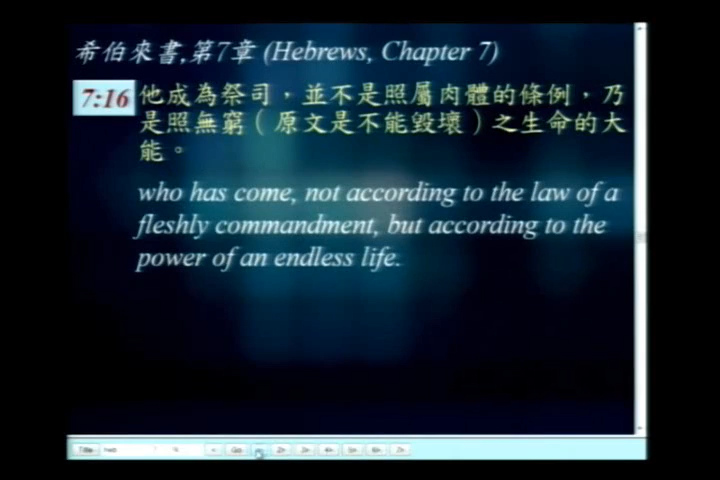 希伯來書,第7章 (Hebrews, Chapter 7)
7:16 他成為祭司，並不是照屬肉體的條例，乃
是照無窮（原文是不能毀壞）之生命的大
能。
who has come, not according to the law of a
fleshly commandment, but according to the
power of an endless life.
Title Go